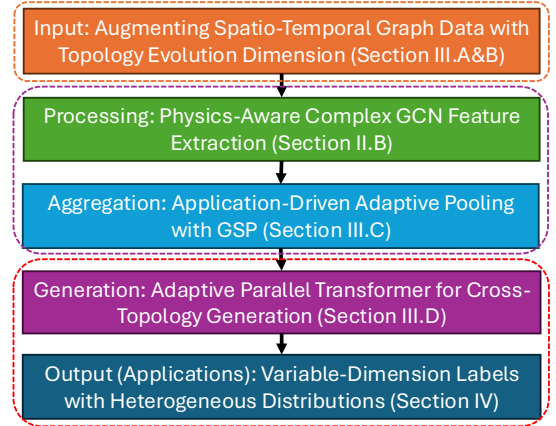 Input: Augmenting Spatio-Temporal Graph Data with
Topology Evolution Dimension (Section III.A&B)
Processing: Physics-Aware Complex GCN Feature
Extraction (Section II.B)
Aggregation: Application-Driven Adaptive Pooling
with GSP (Section III.C)
Generation: Adaptive Parallel Transformer for Cross-
Topology Generation (Section III.D)
Output (Applications): Variable-Dimension Labels
with Heterogeneous Distributions (Section IV)